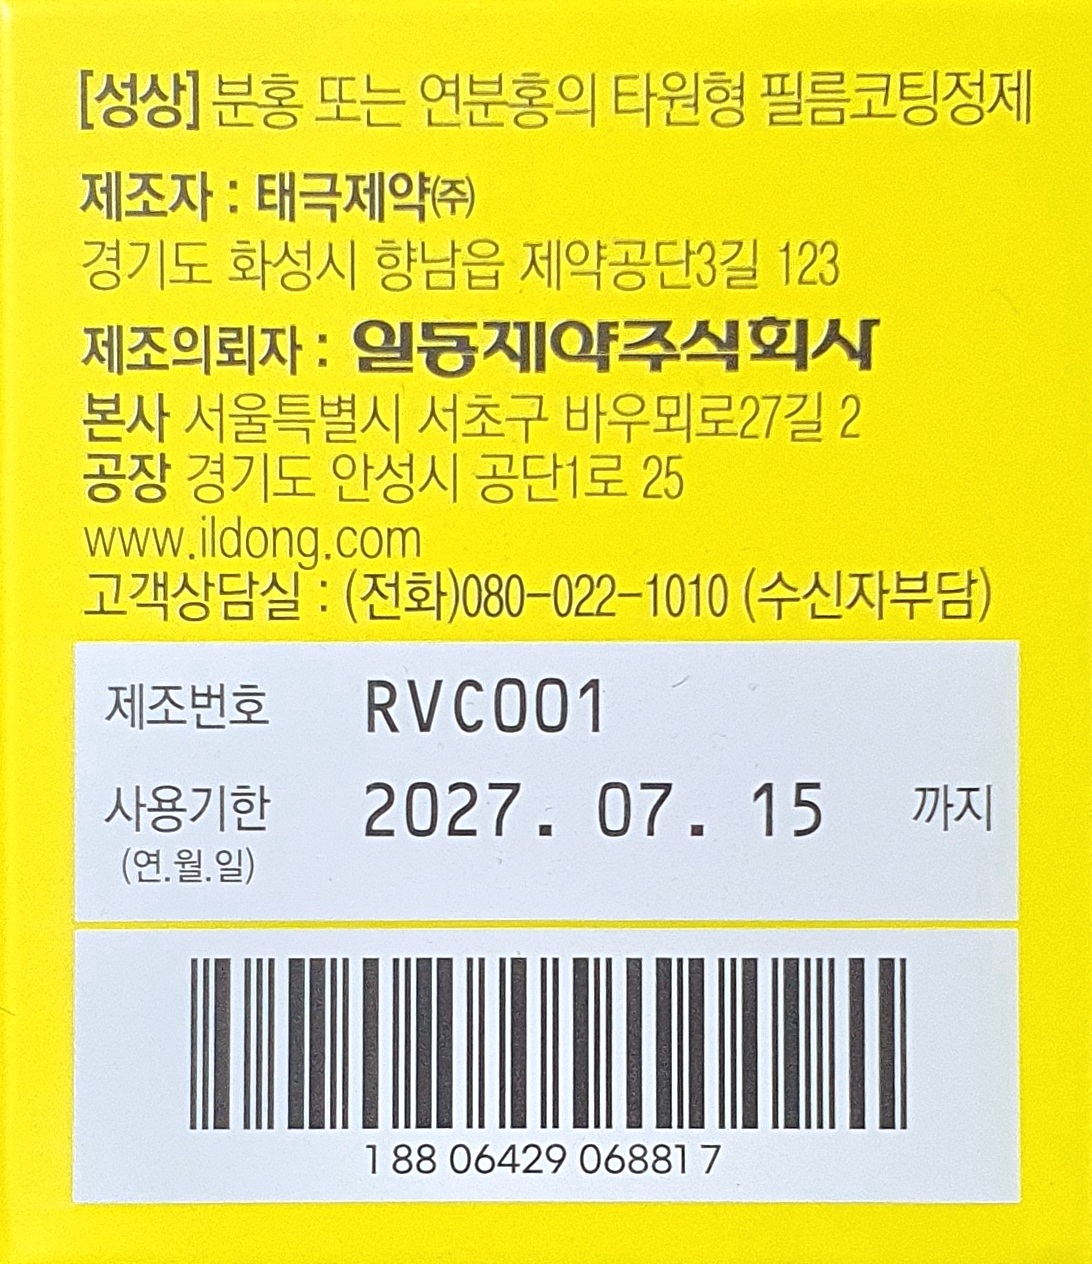 [성상] 분홍 또는 연분홍의 타원형 필름코팅정제
제조자 : 태극제약㈜
경기도 화성시 향남읍 제약공단3길 123
제조의뢰자 : 일동제약주식회사
본사 서울특별시 서초구 바우뫼로27길 2
공장 경기도 안성시 공단1로 25
www.ildong.com
고객상담실 : (전화)080-022-1010 (수신자부담)
제조번호 RVC001
사용기한 2027. 07. 15 까지
(연.월.일)
1 88 06429 06881 7